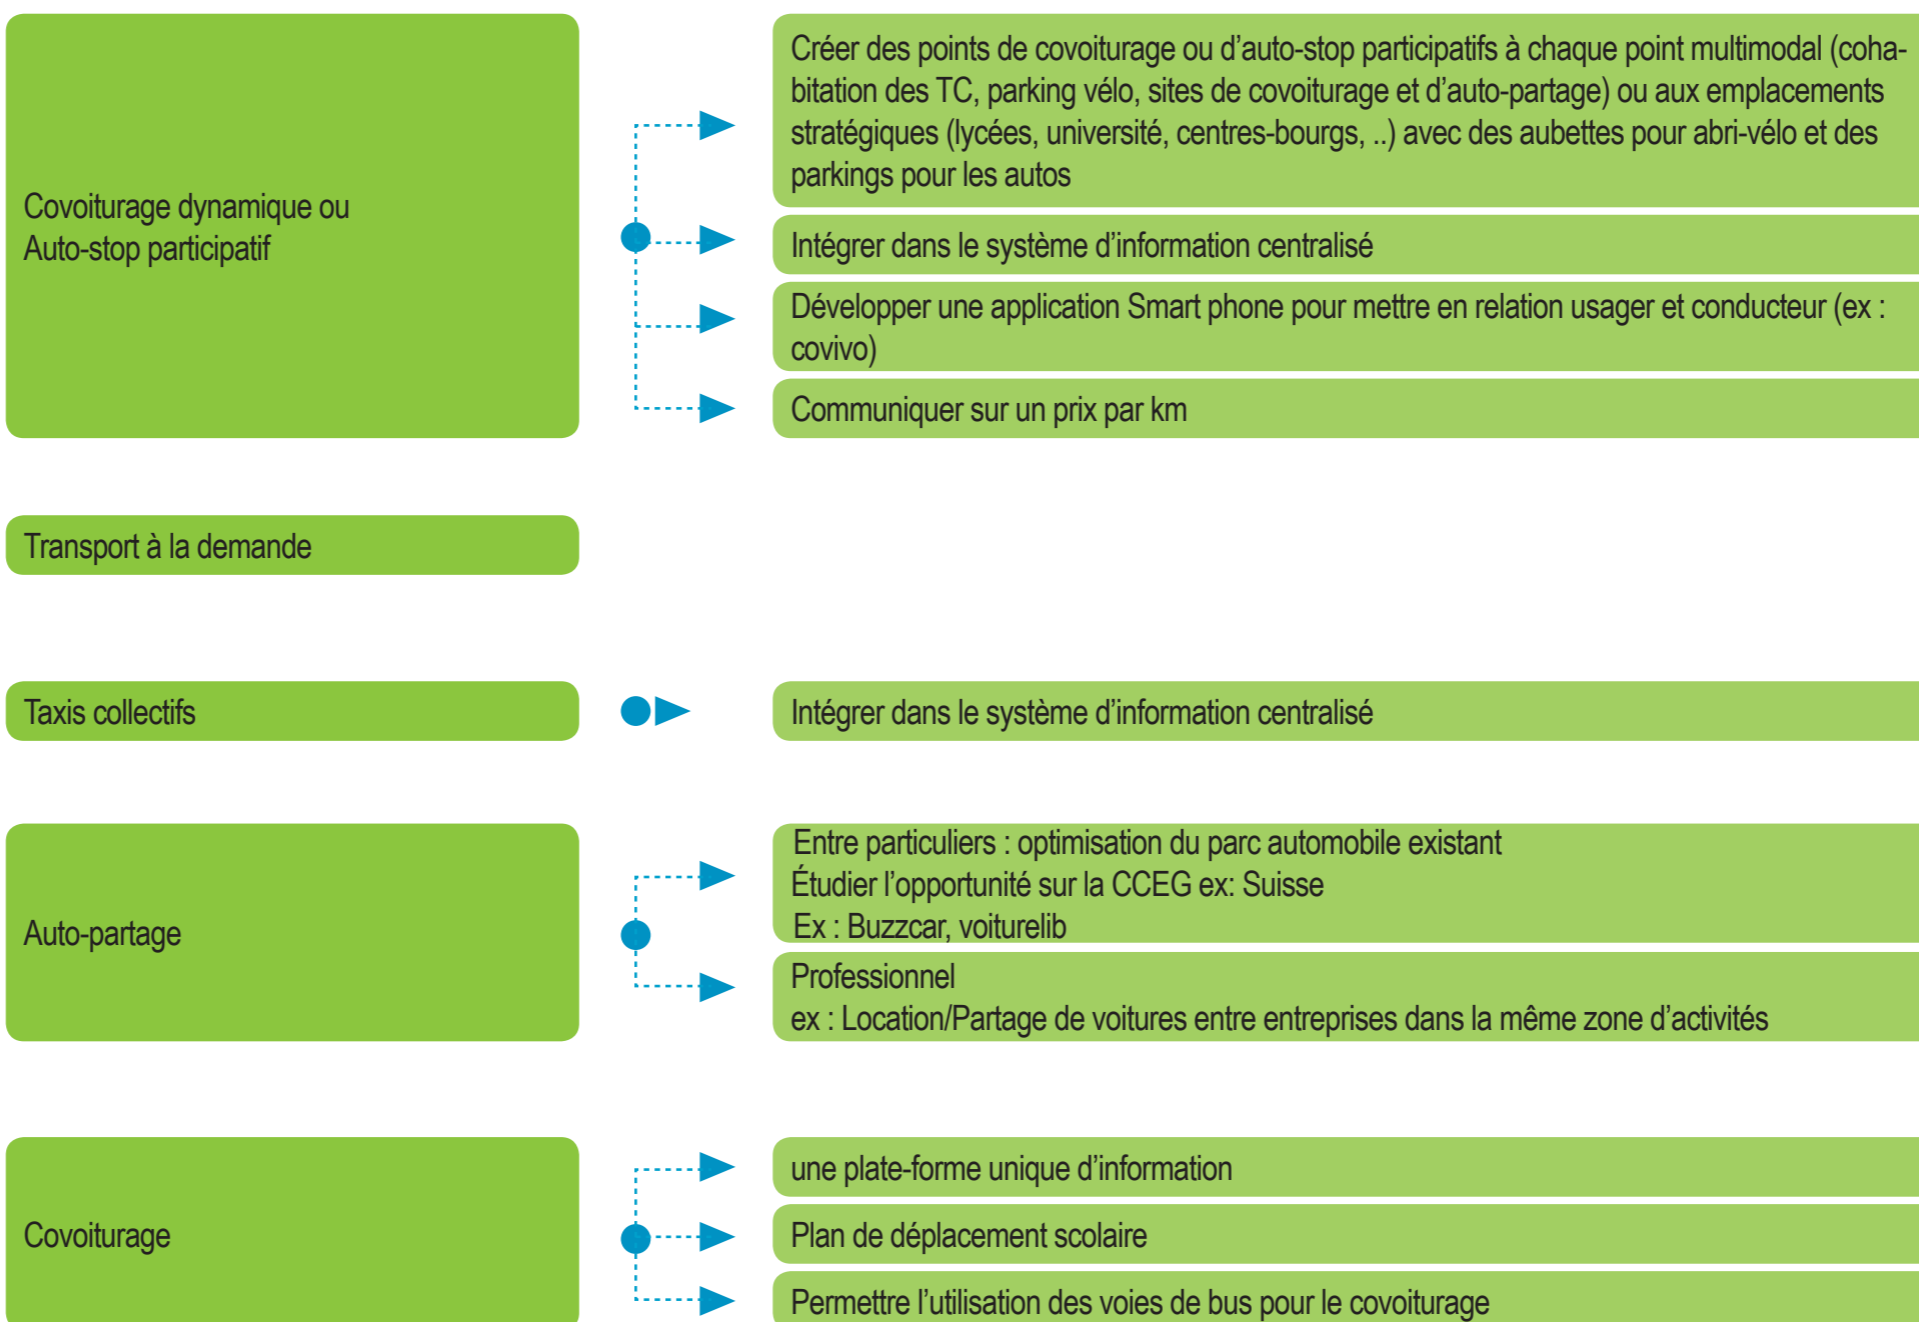 Covoiturage dynamique ou
Auto-stop participatif
Créer des points de covoiturage ou d'auto-stop participatifs à chaque point multimodal (coha-
bitation des TC, parking vélo, sites de covoiturage et d'auto-partage) ou aux emplacements
stratégiques (lycées, université, centres-bourgs, ..) avec des aubettes pour abri-vélo et des
parkings pour les autos
Intégrer dans le système d'information centralisé
Développer une application Smart phone pour mettre en relation usager et conducteur (ex :
covivo)
Communiquer sur un prix par km
Transport à la demande
Taxis collectifs
Intégrer dans le système d'information centralisé
Auto-partage
Entre particuliers : optimisation du parc automobile existant
Étudier l'opportunité sur la CCEG ex: Suisse
Ex : Buzzcar, voiturelib
Professionnel
ex : Location/Partage de voitures entre entreprises dans la même zone d'activités
Covoiturage
une plate-forme unique d'information
Plan de déplacement scolaire
Permettre l'utilisation des voies de bus pour le covoiturage